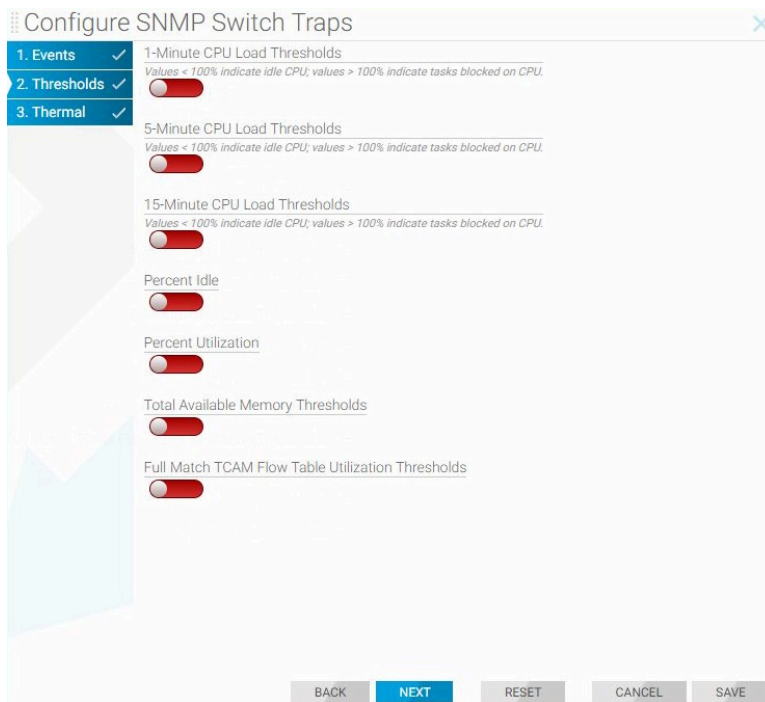 Configure SNMP Switch Traps
1. Events
2. Thresholds
3. Thermal
1-Minute CPU Load Thresholds
Values < 100% indicate idle CPU; values > 100% indicate tasks blocked on CPU.
5-Minute CPU Load Thresholds
Values < 100% indicate idle CPU; values > 100% indicate tasks blocked on CPU.
15-Minute CPU Load Thresholds
Values < 100% indicate idle CPU; values > 100% indicate tasks blocked on CPU.
Percent Idle
Percent Utilization
Total Available Memory Thresholds
Full Match TCAM Flow Table Utilization Thresholds
BACK NEXT RESET CANCEL SAVE